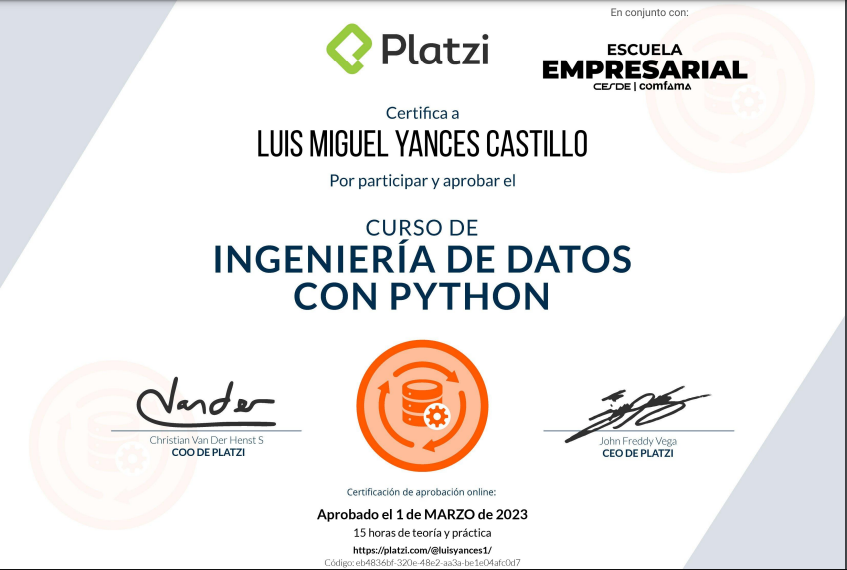 En conjunto con:
Platzi
ESCUELA
EMPRESARIAL
CESDE | comfama
Certifica a
LUIS MIGUEL YANCES CASTILLO
Por participar y aprobar el
CURSO DE
INGENIERÍA DE DATOS
CON PYTHON
Vander
Christian Van Der Henst S
COO DE PLATZI
John Freddy Vega
CEO DE PLATZI
Certificación de aprobación online:
Aprobado el 1 de MARZO de 2023
15 horas de teoría y práctica
https://platzi.com/@luisyances1/
Código: eb4836bf-320e-48e2-aa3a-be1e04afc0d7